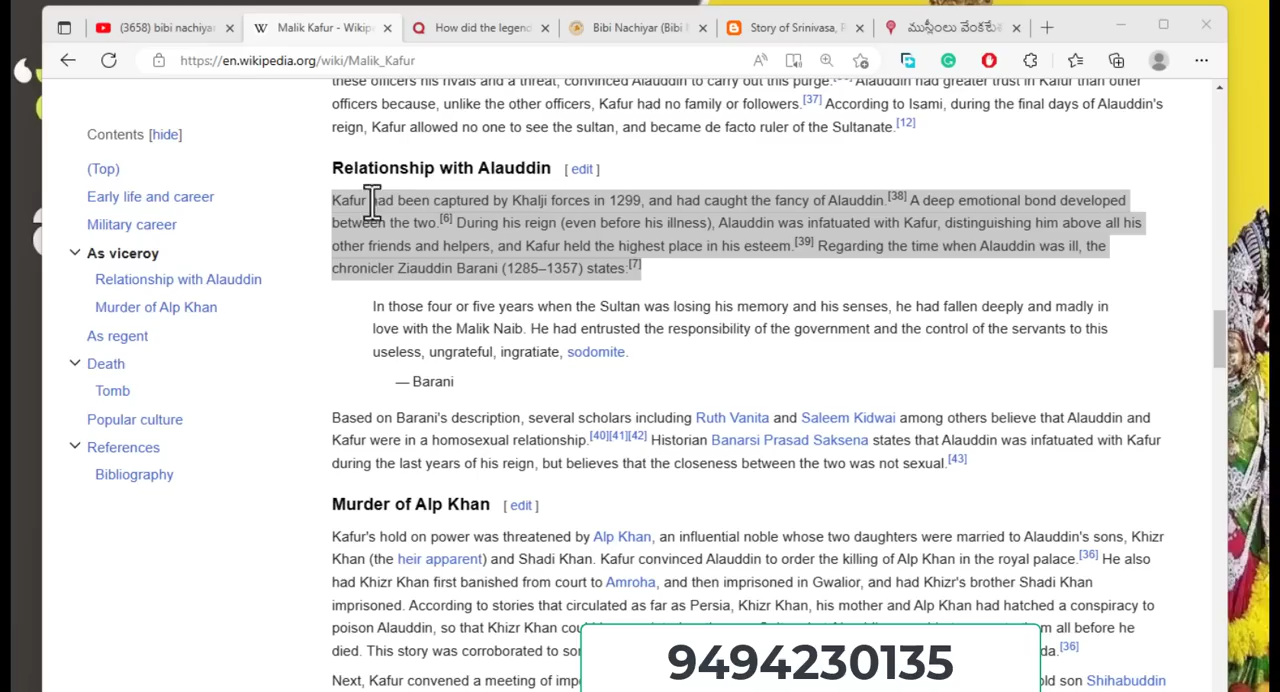 (3658) bibi nachiyar
Malik Kafur - Wikipe
How did the legend
Bibi Nachiyar (Bibi N
Story of Srinivasa, P
ముస్లింలు వేంకటే
https://en.wikipedia.org/wiki/Malik_Kafur
these officers his rivals and a threat, convinced Alauddin to carry out this purge. Alauddin had greater trust in Kafur than other
officers because, unlike the other officers, Kafur had no family or followers.[37] According to Isami, during the final days of Alauddin's
reign, Kafur allowed no one to see the sultan, and became de facto ruler of the Sultanate.[12]
Contents [hide]
(Top)
Early life and career
Military career
As viceroy
Relationship with Alauddin
Murder of Alp Khan
As regent
Death
Tomb
Popular culture
References
Bibliography
Relationship with Alauddin [ edit ]
Kafur had been captured by Khalji forces in 1299, and had caught the fancy of Alauddin.[38] A deep emotional bond developed
between the two.[6] During his reign (even before his illness), Alauddin was infatuated with Kafur, distinguishing him above all his
other friends and helpers, and Kafur held the highest place in his esteem.[39] Regarding the time when Alauddin was ill, the
chronicler Ziauddin Barani (1285–1357) states:[7]
In those four or five years when the Sultan was losing his memory and his senses, he had fallen deeply and madly in
love with the Malik Naib. He had entrusted the responsibility of the government and the control of the servants to this
useless, ungrateful, ingratiate, sodomite.
— Barani
Based on Barani's description, several scholars including Ruth Vanita and Saleem Kidwai among others believe that Alauddin and
Kafur were in a homosexual relationship.[40][41][42] Historian Banarsi Prasad Saksena states that Alauddin was infatuated with Kafur
during the last years of his reign, but believes that the closeness between the two was not sexual.[43]
Murder of Alp Khan [ edit ]
Kafur's hold on power was threatened by Alp Khan, an influential noble whose two daughters were married to Alauddin's sons, Khizr
Khan (the heir apparent) and Shadi Khan. Kafur convinced Alauddin to order the killing of Alp Khan in the royal palace.[36] He also
had Khizr Khan first banished from court to Amroha, and then imprisoned in Gwalior, and had Khizr's brother Shadi Khan
imprisoned. According to stories that circulated as far as Persia, Khizr Khan, his mother and Alp Khan had hatched a conspiracy to
poison Alauddin, so that Khizr Khan cou
m all before he
died. This story was corroborated to so
da.[36]
Next, Kafur convened a meeting of imp
old son Shihabuddin
9494230135